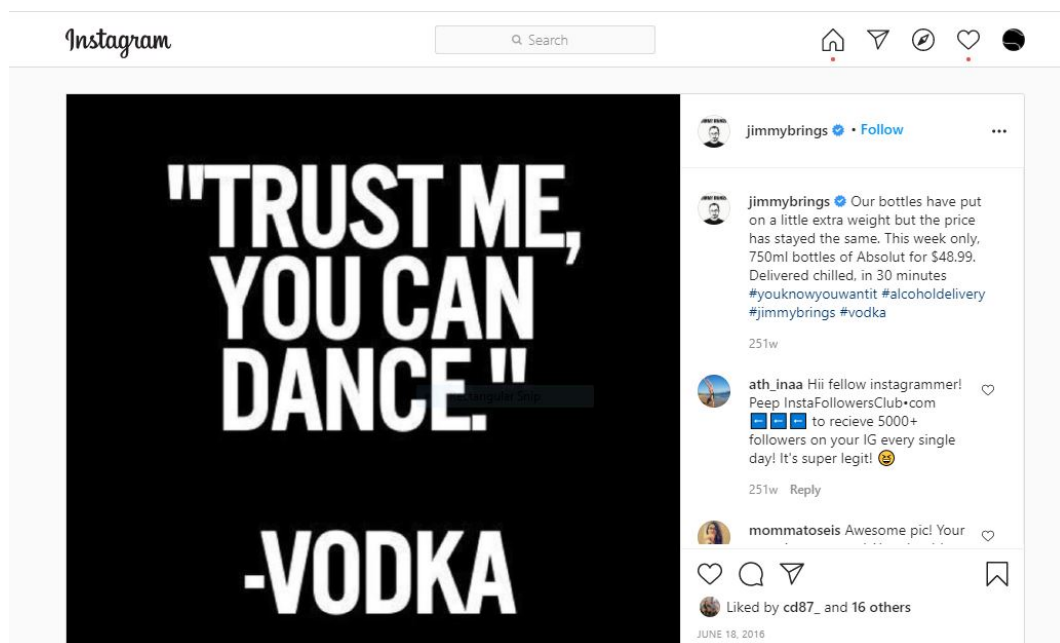 Instagram
Search
"TRUST ME,
YOU CAN
DANCE."
-VODKA
Rectangular Snip
jimmybrings • Follow
jimmybrings Our bottles have put
on a little extra weight but the price
has stayed the same. This week only,
750ml bottles of Absolut for $48.99.
Delivered chilled, in 30 minutes
#youknowyouwantit #alcoholdelivery
#jimmybrings #vodka
251w
ath_inaa Hii fellow instagrammer!
Peep InstaFollowersClub•com
to recieve 5000+
followers on your IG every single
day! It's super legit!
251w Reply
mommatoseis Awesome pic! Your
Liked by cd87_ and 16 others
JUNE 18, 2016